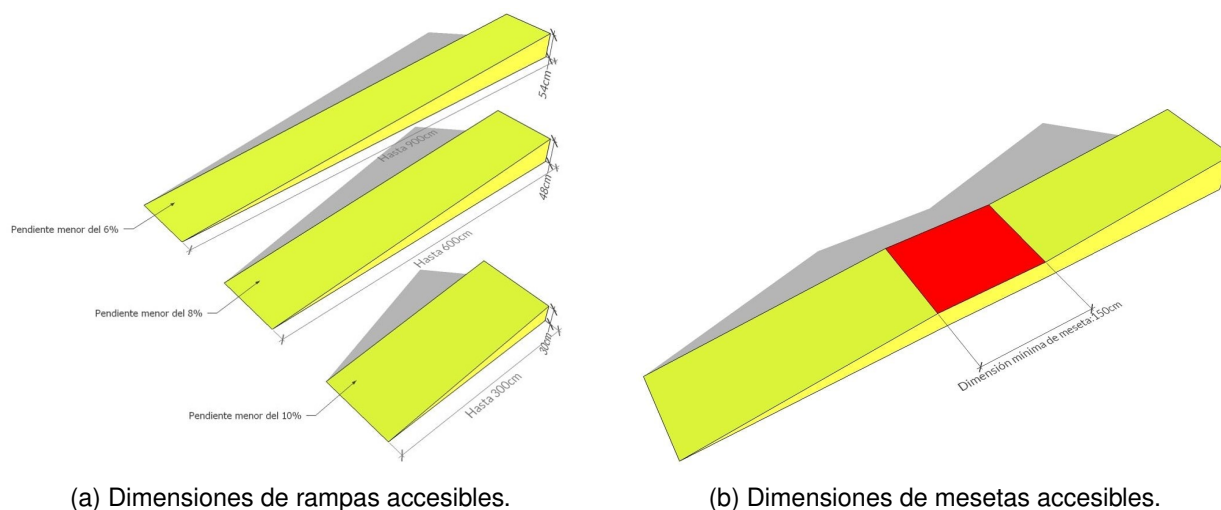 54cm
Hasta 900cm
Pendiente menor del 6%
48cm
Hasta 600cm
Pendiente menor del 8%
30cm
Hasta 300cm
Pendiente menor del 10%
(a) Dimensiones de rampas accesibles.
Dimensión mínima de meseta:150cm
(b) Dimensiones de mesetas accesibles.